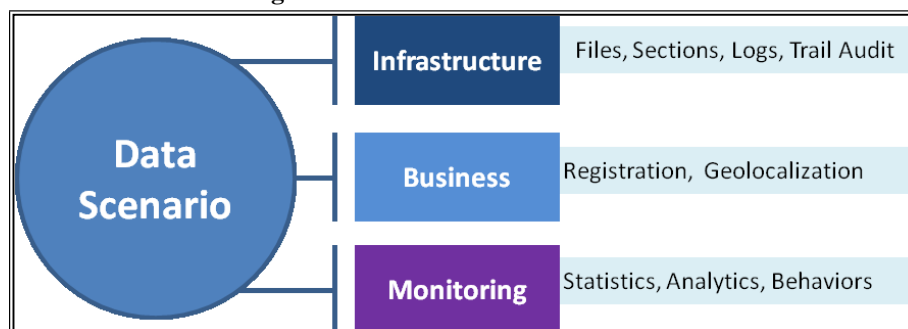 Data
Scenario
Infrastructure
Files, Sections, Logs, Trail Audit
Business
Registration, Geolocalization
Monitoring
Statistics, Analytics, Behaviors